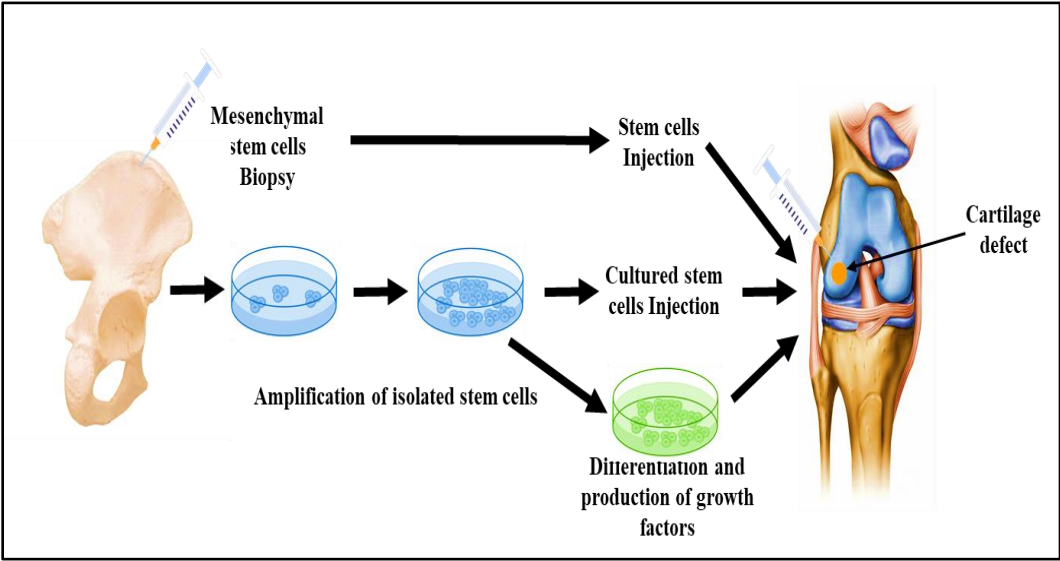 Mesenchymal
stem cells
Biopsy
Stem cells
Injection
Cartilage
defect
Cultured stem
cells Injection
Amplification of isolated stem cells
Differentiation and
production of growth
factors